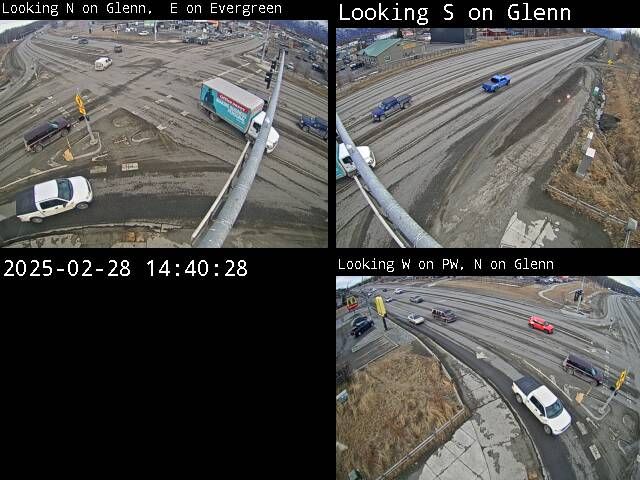 Looking N on Glenn,  E on Evergreen
Looking S on Glenn
2025-02-28 14:40:28
Looking W on PW, N on Glenn